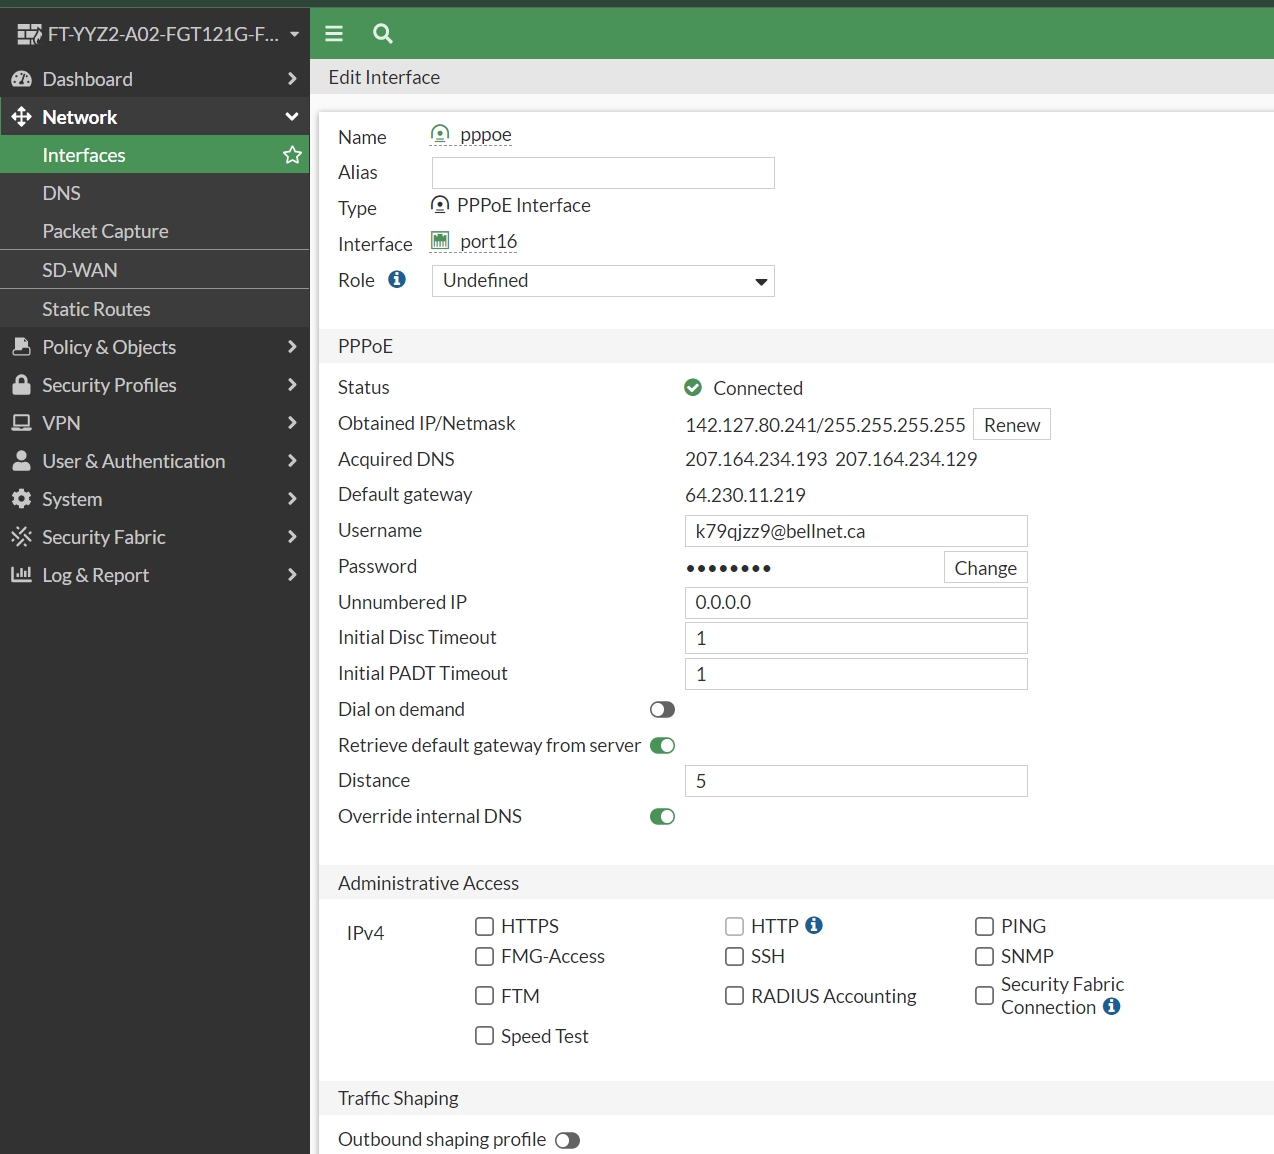 FT-YYZ2-A02-FGT121G-F...
Edit Interface
Dashboard
Network
Interfaces
DNS
Packet Capture
SD-WAN
Static Routes
Policy & Objects
Security Profiles
VPN
User & Authentication
System
Security Fabric
Log & Report
Name pppoe
Alias
Type PPPoE Interface
Interface port16
Role Undefined
PPPoE
Status Connected
Obtained IP/Netmask 142.127.80.241/255.255.255.255 Renew
Acquired DNS 207.164.234.193 207.164.234.129
Default gateway 64.230.11.219
Username k79qjzz9@bellnet.ca
Password •••••••• Change
Unnumbered IP 0.0.0.0
Initial Disc Timeout 1
Initial PADT Timeout 1
Dial on demand
Retrieve default gateway from server
Distance 5
Override internal DNS
Administrative Access
IPv4 HTTPS HTTP PING
FMG-Access SSH SNMP
FTM RADIUS Accounting Security Fabric
Connection
Speed Test
Traffic Shaping
Outbound shaping profile